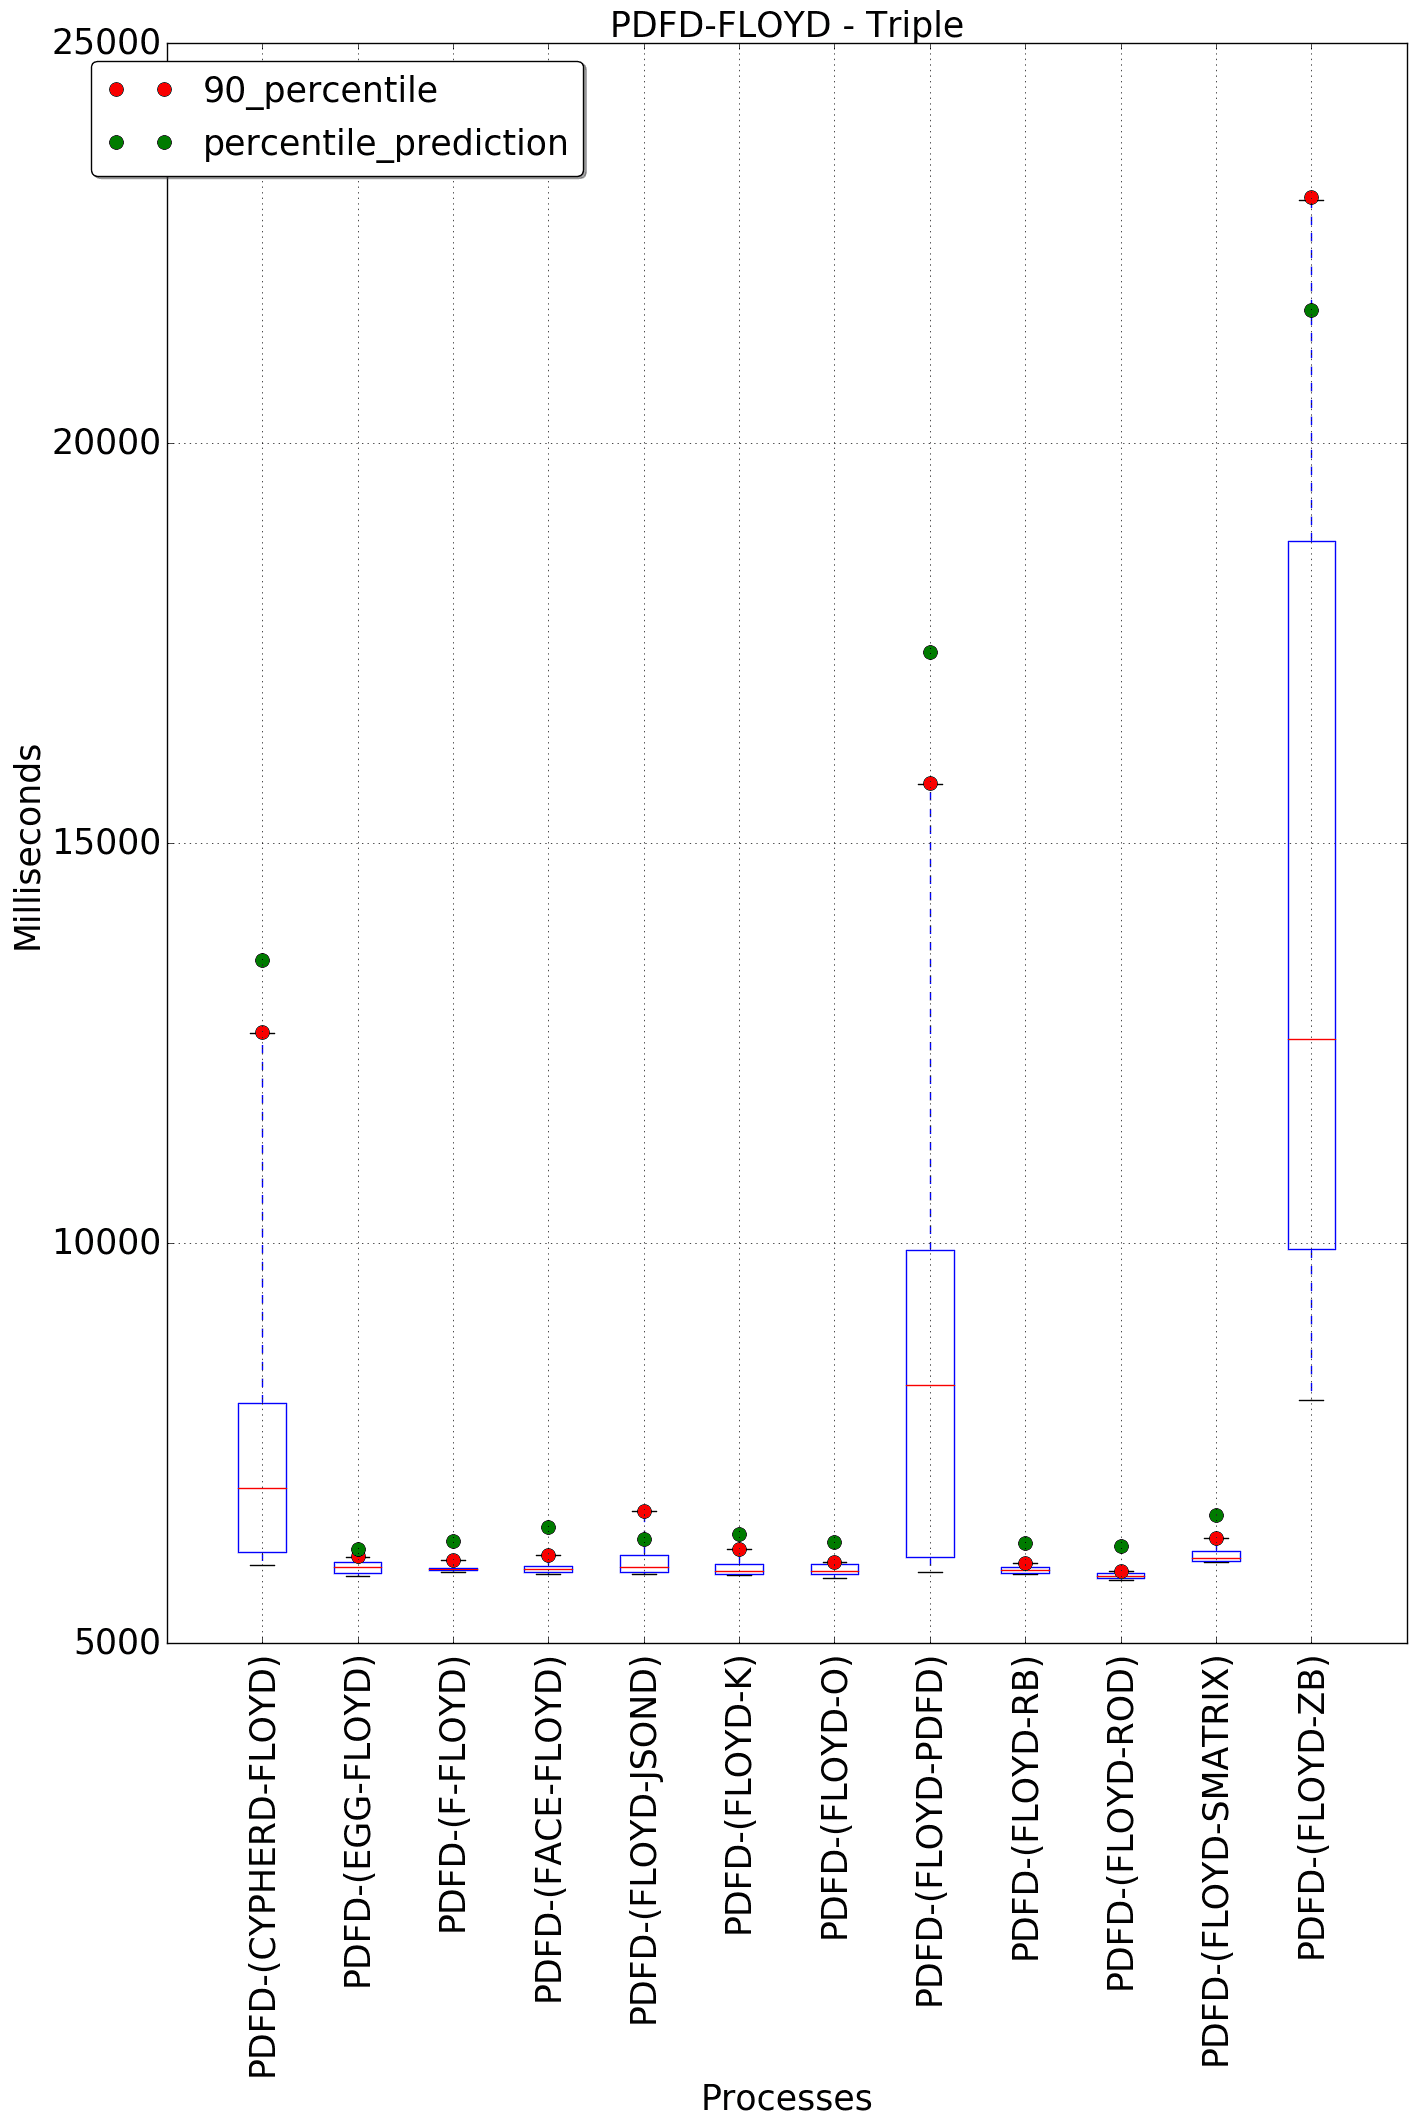 PDFD-FLOYD - Triple
90_percentile
percentile_prediction
25000
20000
15000
10000
5000
Milliseconds
PDFD-(CYPHERD-FLOYD)
PDFD-(EGG-FLOYD)
PDFD-(F-FLOYD)
PDFD-(FACE-FLOYD)
PDFD-(FLOYD-JSOND)
PDFD-(FLOYD-K)
PDFD-(FLOYD-O)
PDFD-(FLOYD-PDFD)
PDFD-(FLOYD-RB)
PDFD-(FLOYD-ROD)
PDFD-(FLOYD-SMATRIX)
PDFD-(FLOYD-ZB)
Processes